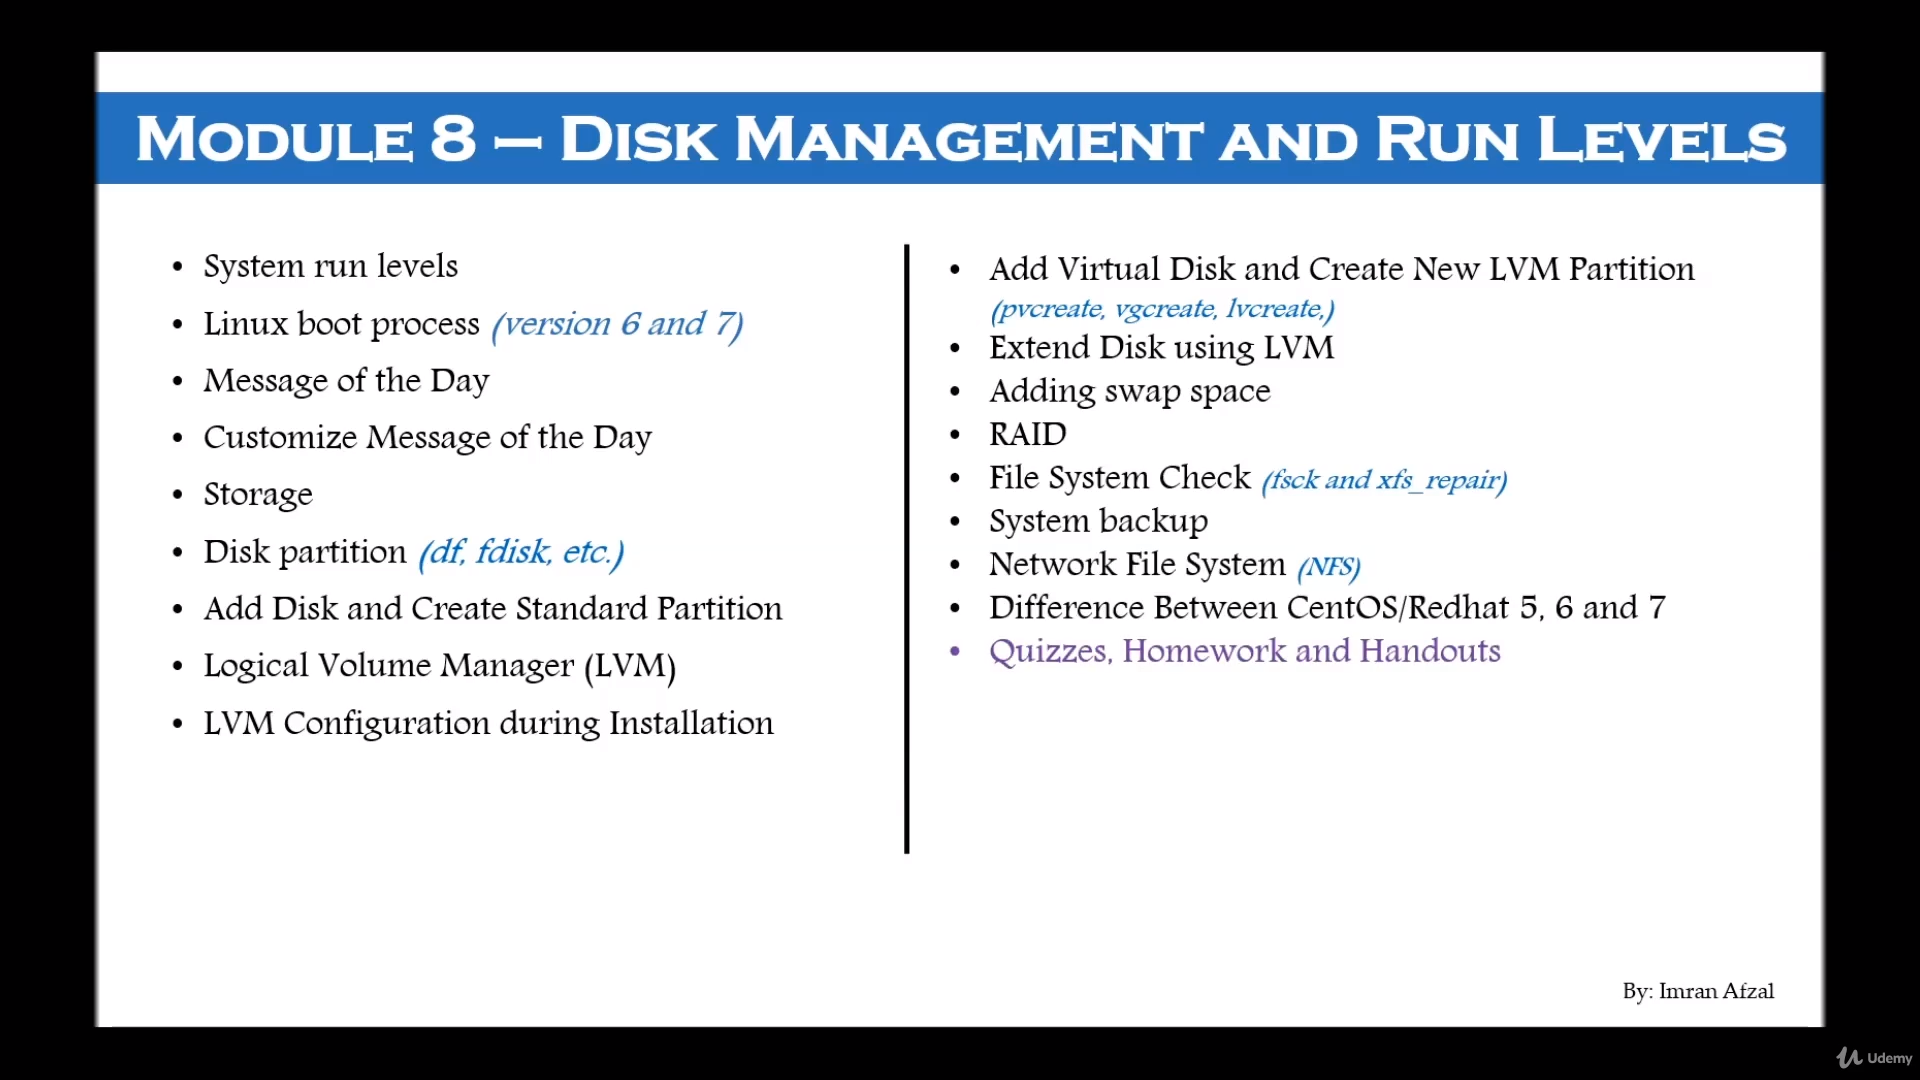 MODULE 8 – DISK MANAGEMENT AND RUN LEVELS
• System run levels
• Linux boot process (version 6 and 7)
• Message of the Day
• Customize Message of the Day
• Storage
• Disk partition (df, fdisk, etc.)
• Add Disk and Create Standard Partition
• Logical Volume Manager (LVM)
• LVM Configuration during Installation
• Add Virtual Disk and Create New LVM Partition
(pvcreate, vgcreate, lvcreate,)
• Extend Disk using LVM
• Adding swap space
• RAID
• File System Check (fsck and xfs_repair)
• System backup
• Network File System (NFS)
• Difference Between CentOS/Redhat 5, 6 and 7
• Quizzes, Homework and Handouts
By: Imran Afzal
Udemy